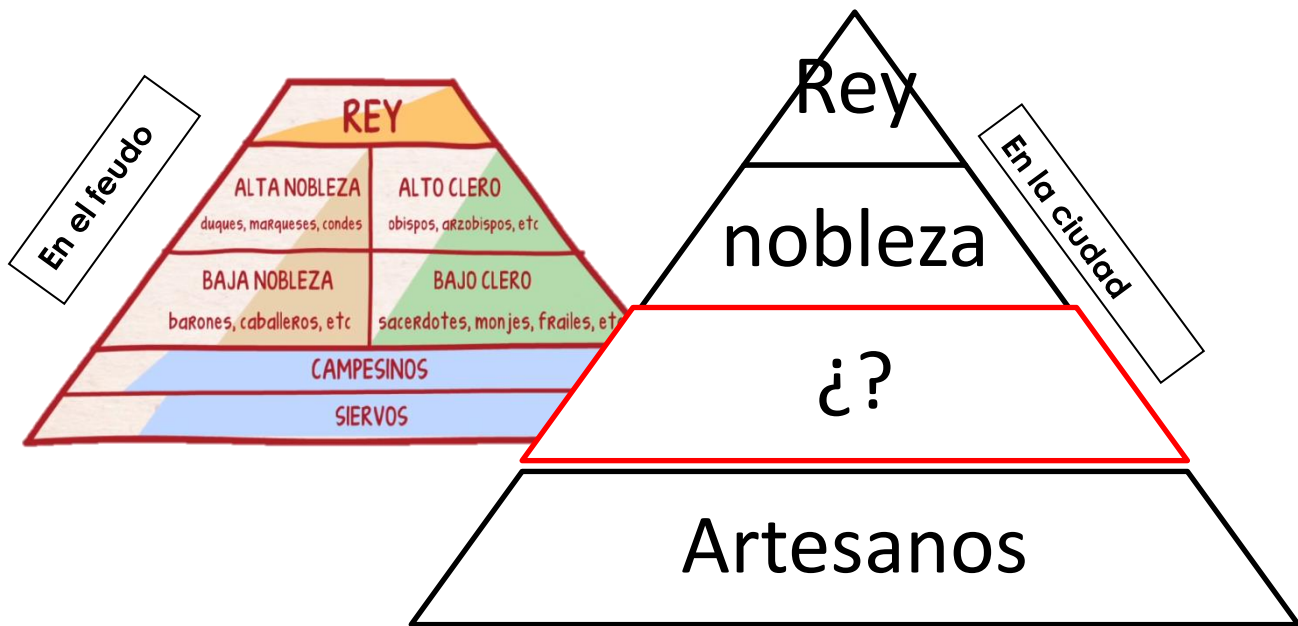 En el feudo
REY
ALTA NOBLEZA
duques, marqueses, condes
ALTO CLERO
obispos, arzobispos, etc
BAJA NOBLEZA
barones, caballeros, etc
BAJO CLERO
sacerdotes, monjes, frailes, etc
CAMPESINOS
SIERVOS
Rey
En la ciudad
nobleza
¿?
Artesanos